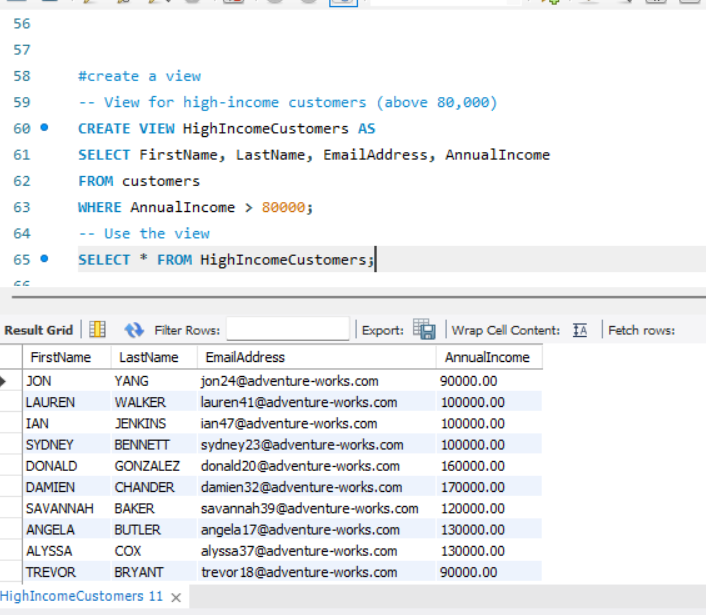 56
57
58 #create a view
59 -- View for high-income customers (above 80,000)
60 CREATE VIEW HighIncomeCustomers AS
61 SELECT FirstName, LastName, EmailAddress, AnnualIncome
62 FROM customers
63 WHERE AnnualIncome > 80000;
64 -- Use the view
65 SELECT * FROM HighIncomeCustomers;
66
Result Grid Filter Rows: Export: Wrap Cell Content: IA Fetch rows:
FirstName LastName EmailAddress AnnualIncome
JON YANG jon24@adventure-works.com 90000.00
LAUREN WALKER lauren41@adventure-works.com 100000.00
IAN JENKINS ian47@adventure-works.com 100000.00
SYDNEY BENNETT sydney23@adventure-works.com 100000.00
DONALD GONZALEZ donald20@adventure-works.com 160000.00
DAMIEN CHANDER damien32@adventure-works.com 170000.00
SAVANNAH BAKER savannah39@adventure-works.com 120000.00
ANGELA BUTLER angela17@adventure-works.com 130000.00
ALYSSA COX alyssa37@adventure-works.com 130000.00
TREVOR BRYANT trevor18@adventure-works.com 90000.00
HighIncomeCustomers 11